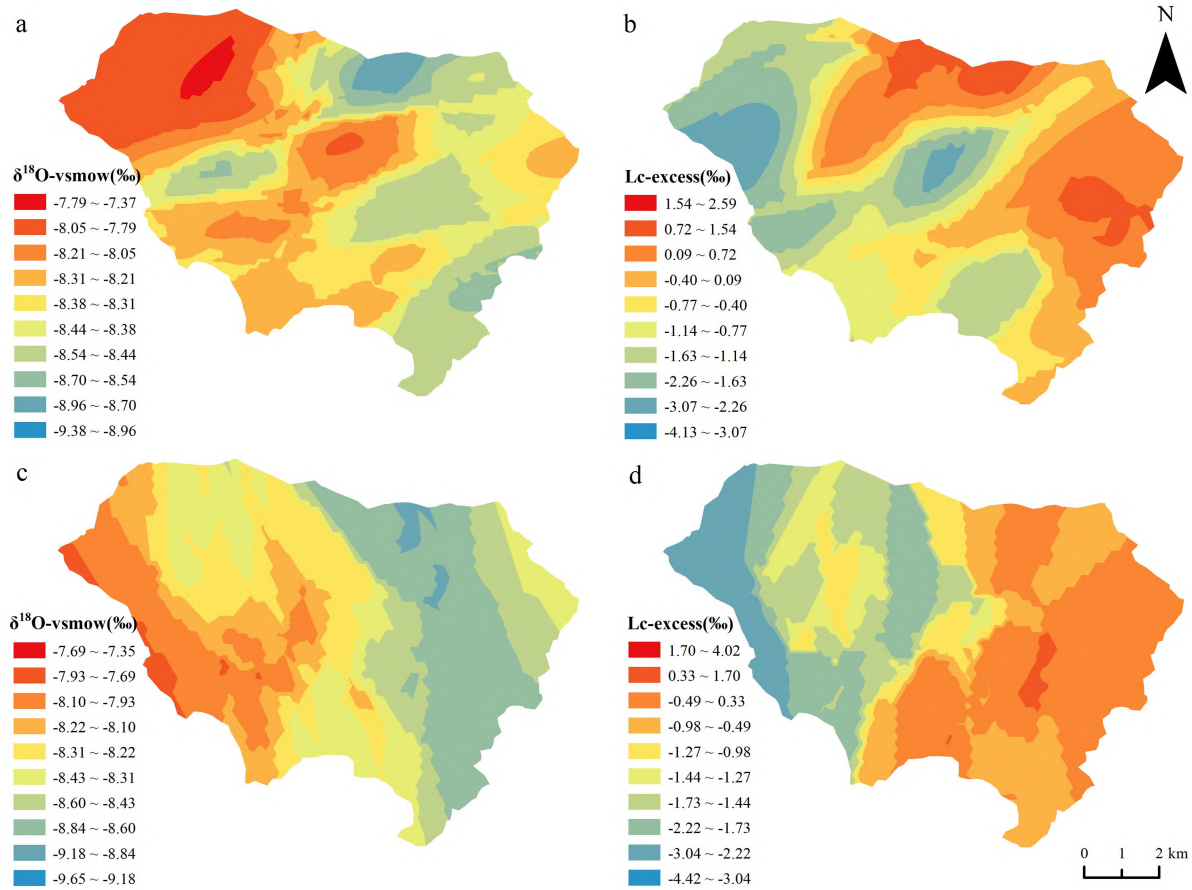 a
b
N
δ¹⁸O-vsmow(‰)
-7.79 ~ -7.37
-8.05 ~ -7.79
-8.21 ~ -8.05
-8.31 ~ -8.21
-8.38 ~ -8.31
-8.44 ~ -8.38
-8.54 ~ -8.44
-8.70 ~ -8.54
-8.96 ~ -8.70
-9.38 ~ -8.96
Lc-excess(‰)
1.54 ~ 2.59
0.72 ~ 1.54
0.09 ~ 0.72
-0.40 ~ 0.09
-0.77 ~ -0.40
-1.14 ~ -0.77
-1.63 ~ -1.14
-2.26 ~ -1.63
-3.07 ~ -2.26
-4.13 ~ -3.07
c
d
δ¹⁸O-vsmow(‰)
-7.69 ~ -7.35
-7.93 ~ -7.69
-8.10 ~ -7.93
-8.22 ~ -8.10
-8.31 ~ -8.22
-8.43 ~ -8.31
-8.60 ~ -8.43
-8.84 ~ -8.60
-9.18 ~ -8.84
-9.65 ~ -9.18
Lc-excess(‰)
1.70 ~ 4.02
0.33 ~ 1.70
-0.49 ~ 0.33
-0.98 ~ -0.49
-1.27 ~ -0.98
-1.44 ~ -1.27
-1.73 ~ -1.44
-2.22 ~ -1.73
-3.04 ~ -2.22
-4.42 ~ -3.04
0 1 2 km